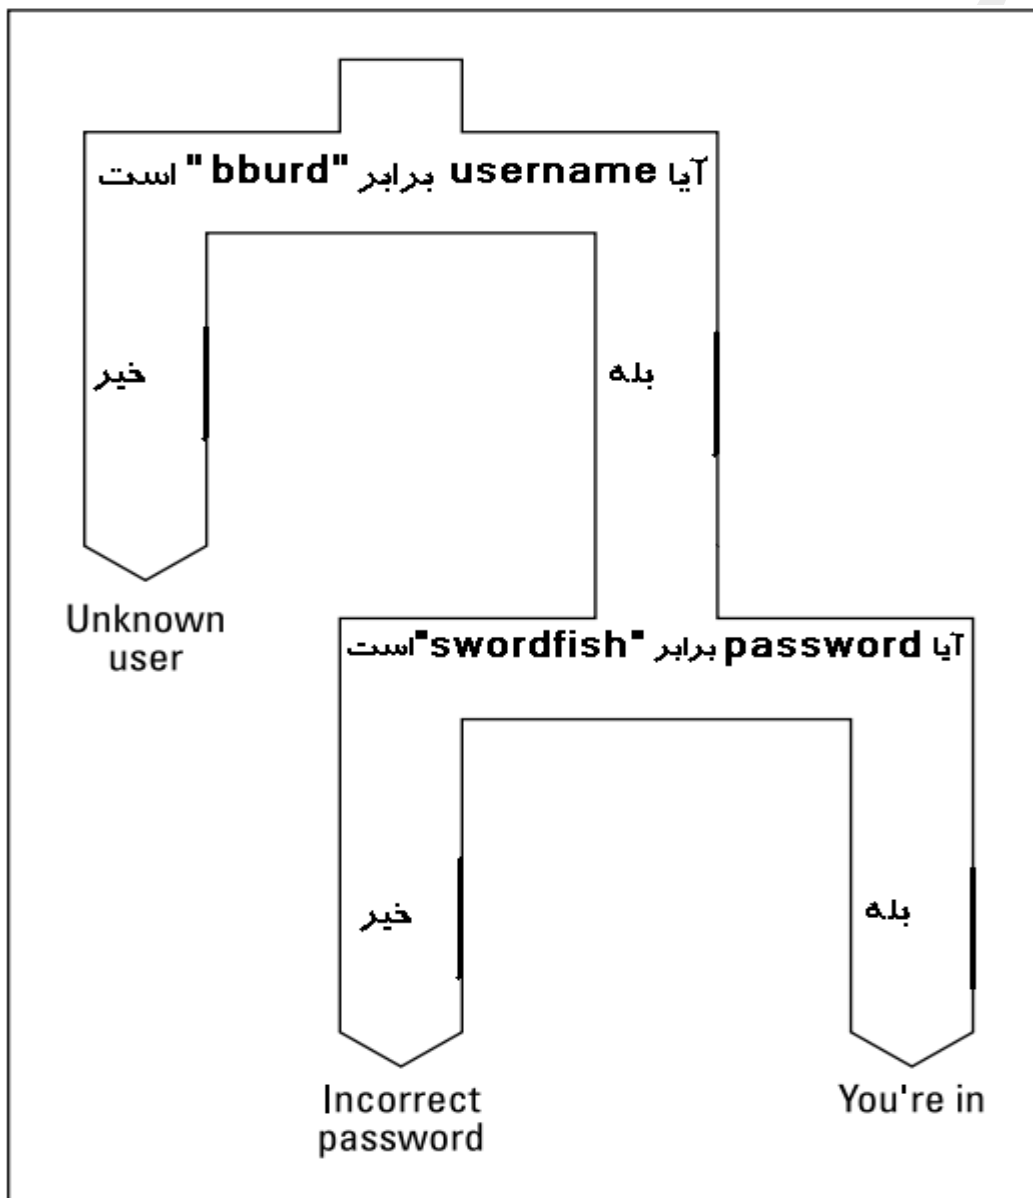 آیا username برابر "bburd " است
خیر
بله
Unknown
user
آیا password برابر "swordfish"است
خیر
بله
Incorrect
password
You're in